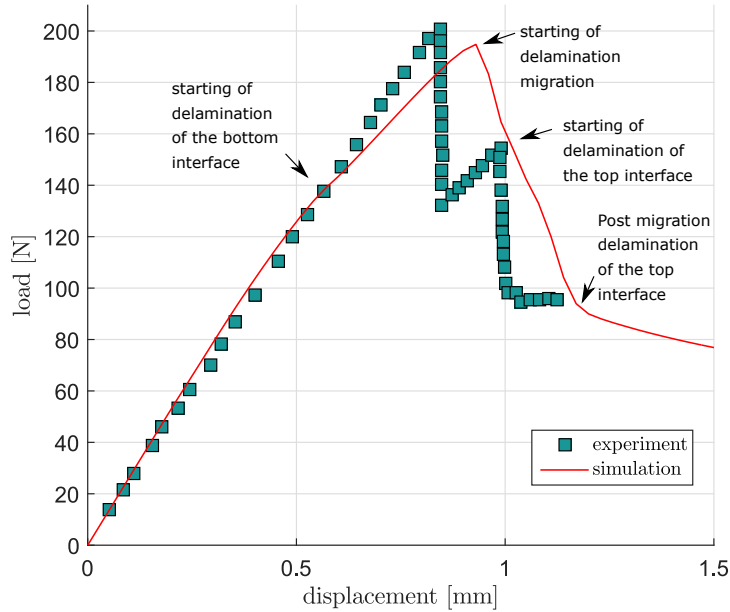 200
180
160
140
120
100
80
60
40
20
0
load [N]
starting of
delamination
migration
starting of
delamination
of the bottom
interface
starting of
delamination of
the top interface
Post migration
delamination
of the top
interface
experiment
simulation
0
0.5
1
1.5
displacement [mm]